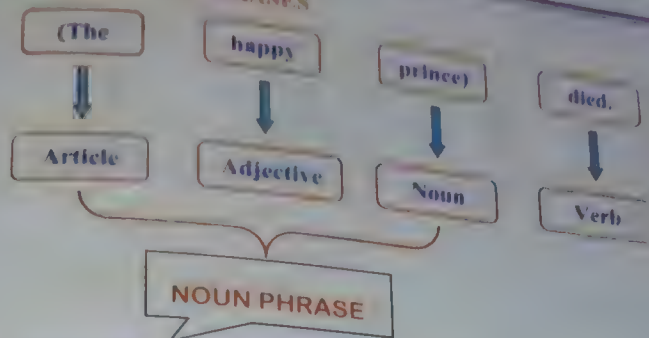 (The happy prince) died.
Article Adjective Noun Verb
NOUN PHRASE